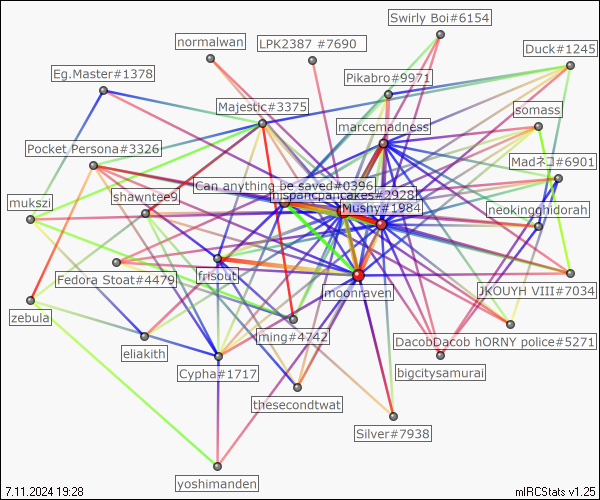 Swirly Boi#6154
normalwan
LPK2387 #7690
Duck#1245
Eg.Master#1378
Pikabro#9971
Majestic#3375
somass
marcemadness
Pocket Persona#3326
Madネコ#6901
Can anything be saved#0396
shawntee9
mukszi
Mushy#1984
neokingghidorah
Fedora Stoat#4479
frisout
moonraven
JKOUYH VIII#7034
zebula
ming#4742
eliakith
DacobDacob hORNY police#5271
Cypha#1717
bigcitysamurai
thesecondtwat
Silver#7938
yoshimanden
7.11.2024 19:28
mIRCStats v1.25